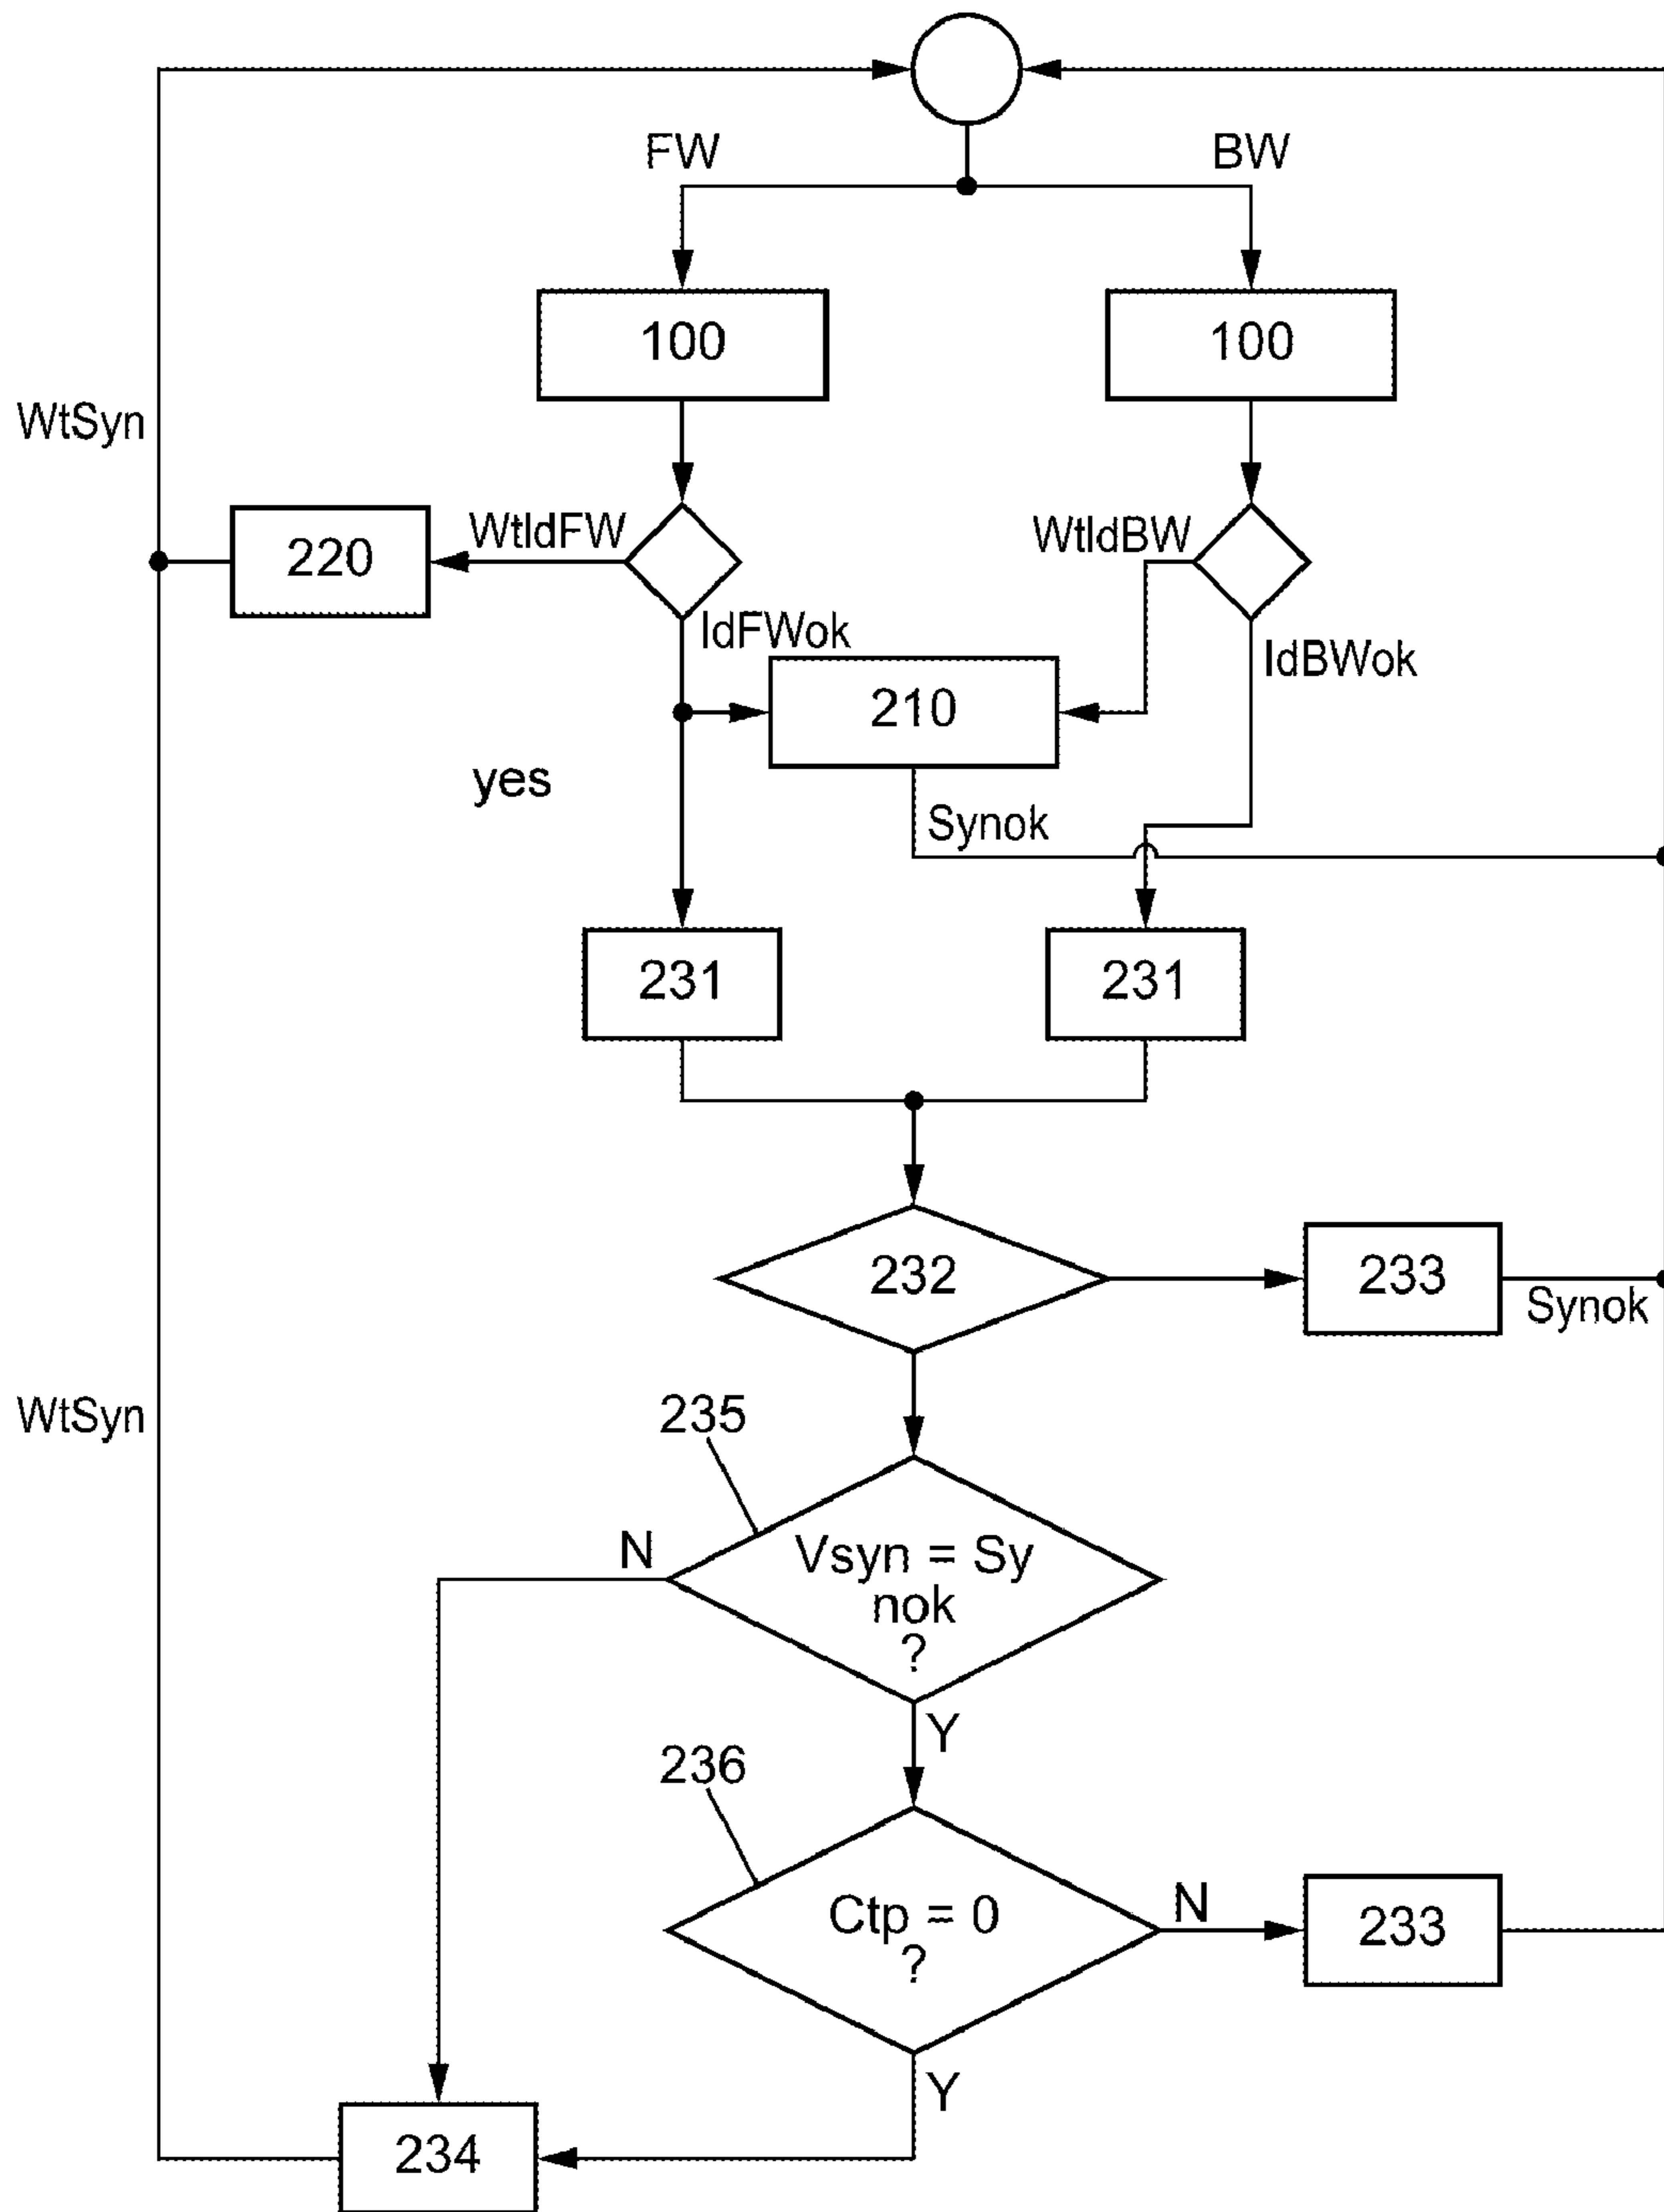 FW
BW
100
100
WtSyn
WtIdFW
WtIdBW
220
IdFWok
IdBWok
210
yes
Synok
231
231
232
233
Synok
235
WtSyn
N
Vsyn = Sy
nok
?
Y
236
Ctp = 0
?
N
233
Y
234